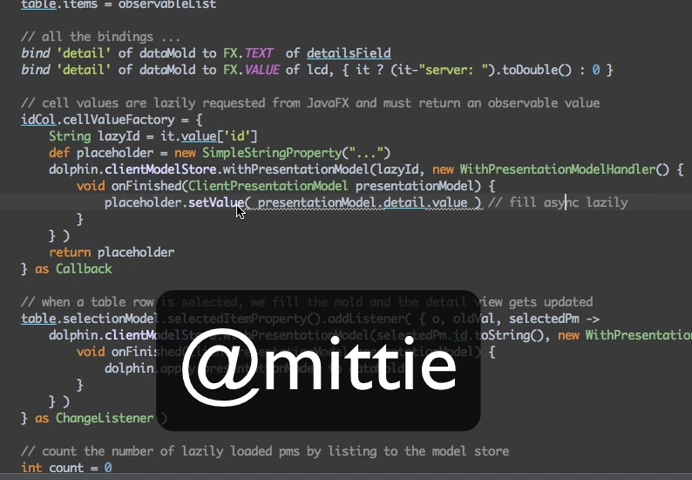 table.items = observableList
// all the bindings ...
bind 'detail' of dataMold to FX.TEXT of detailsField
bind 'detail' of dataMold to FX.VALUE of lcd, { it ? (it-"server: ").toDouble() : 0 }
// cell values are lazily requested from JavaFX and must return an observable value
idCol.cellValueFactory = {
String lazyId = it.value['id']
def placeholder = new SimpleStringProperty("...")
dolphin.clientModelStore.withPresentationModel(lazyId, new WithPresentationModelHandler() {
void onFinished(ClientPresentationModel presentationModel) {
placeholder.setValue( presentationModel.detail.value ) // fill async lazily
}
} )
return placeholder
} as Callback
// when a table row is selected, we fill the mold and the detail view gets updated
table.selectionModel.selectedItemProperty().addListener( { o, oldVal, selectedPm ->
dolphin.clientModelStore.withPresentationModel(selectedPm.id.toString(), new WithPresentation
void onFinished(ClientPresentationModel presentationModel) {
dolphin.apply presentationModel to dataMold
}
} )
} as ChangeListener )
@mittie
// count the number of lazily loaded pms by listing to the model store
int count = 0